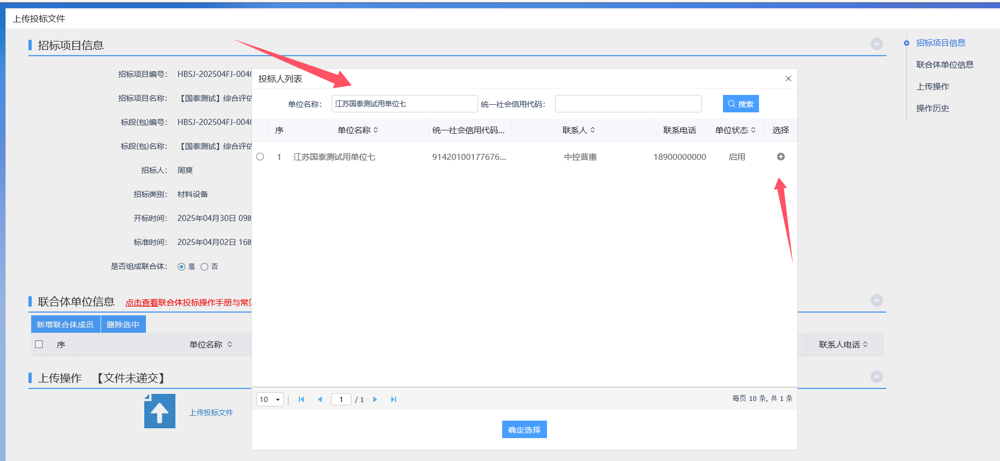 上传投标文件
招标项目信息
招标项目编号： HBSJ-202504FJ-004
招标项目名称： 【国泰测试】综合评
标段(包)编号： HBSJ-202504FJ-004
标段(包)名称： 【国泰测试】综合评
招标人： 周爽
招标类别： 材料设备
开标时间： 2025年04月30日 09
标准时间： 2025年04月02日 16
是否组成联合体： 是 否
联合体单位信息 点击查看联合体投标操作手册与常
新增联合体成员 删除选中
序 单位名称 联系人电话
上传操作 【文件未递交】
上传投标文件
投标人列表
单位名称： 江苏国泰测试用单位七 统一社会信用代码： 搜索
序 单位名称 统一社会信用代码... 联系人 联系电话 单位状态 选择
1 江苏国泰测试用单位七 91420100177676... 中控普惠 18900000000 启用
10 1 / 1 每页 10 条, 共 1 条
确定选择
招标项目信息
联合体单位信息
上传操作
操作历史